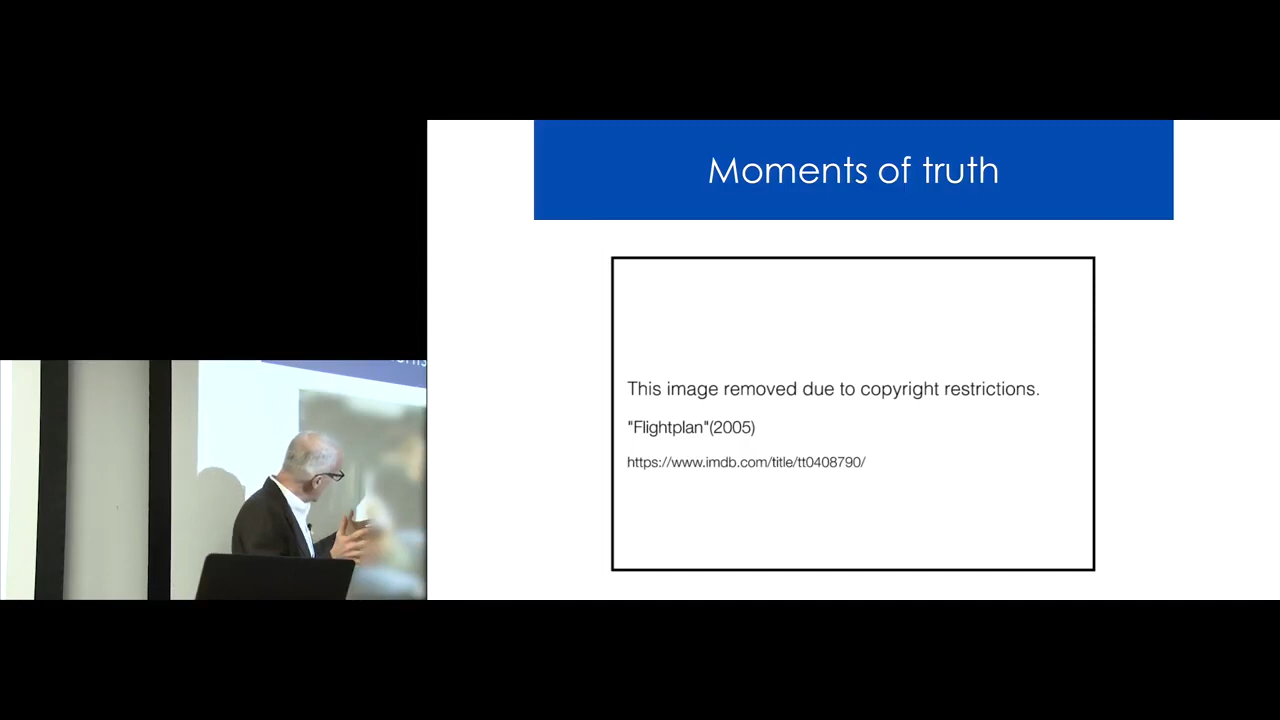 Moments of truth
This image removed due to copyright restrictions.
"Flightplan"(2005)
https://www.imdb.com/title/tt0408790/